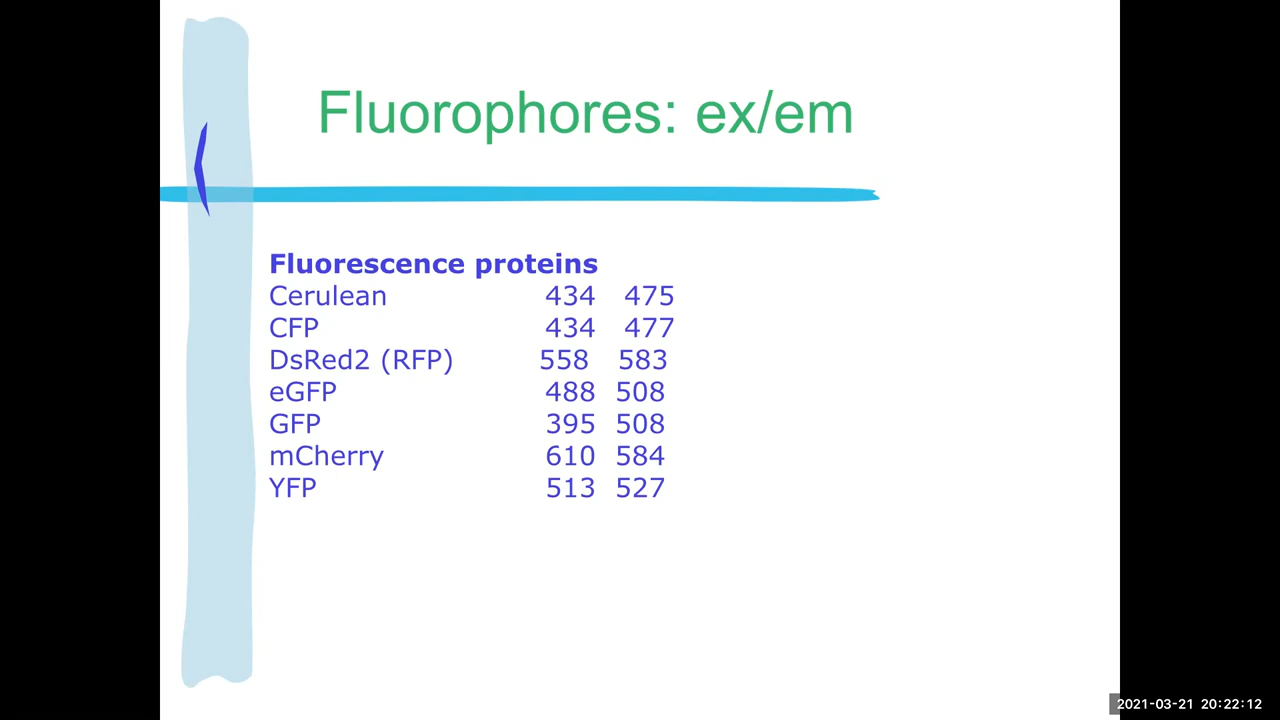 Fluorophores: ex/em
Fluorescence proteins
Cerulean 434 475
CFP 434 477
DsRed2 (RFP) 558 583
eGFP 488 508
GFP 395 508
mCherry 610 584
YFP 513 527
2021-03-21 20:22:12